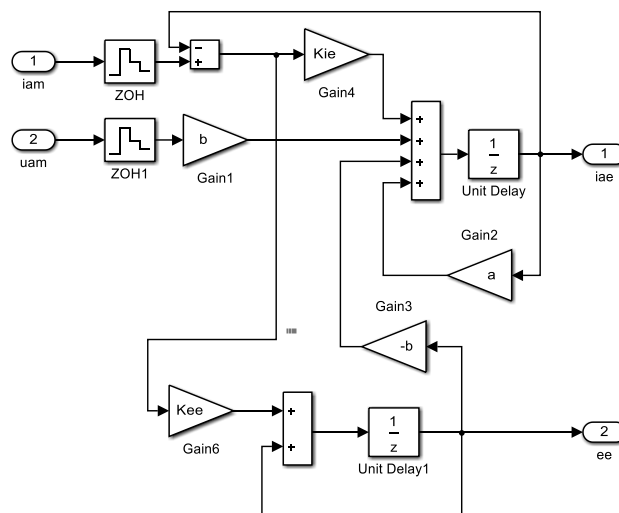 1
iam
ZOH
−
+
Kie
Gain4
2
uam
ZOH1
b
Gain1
+
+
+
+
1
z
Unit Delay
1
iae
Gain2
a
Gain3
-b
Kee
Gain6
+
+
1
z
Unit Delay1
2
ee